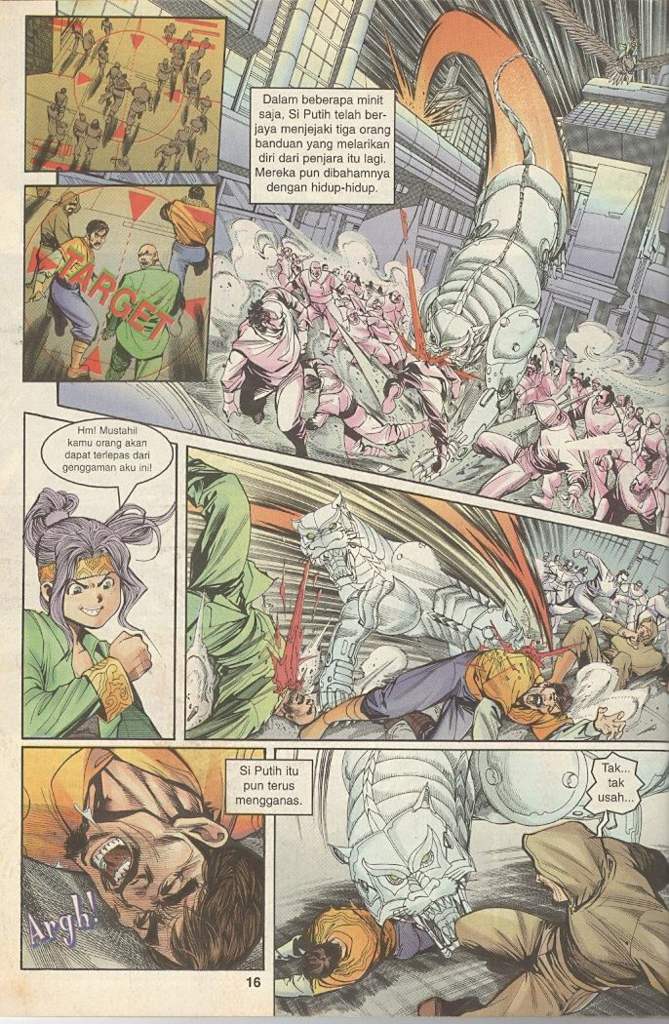 Dalam beberapa minit
saja, Si Putih telah ber-
jaya menjejaki tiga orang
banduan yang melarikan
diri dari penjara itu lagi.
Mereka pun dibahamnya
dengan hidup-hidup.
TARGET
Hm! Mustahil
kamu orang akan
dapat terlepas dari
genggaman aku ini!
Si Putih itu
pun terus
mengganas.
Argh!
Tak...
tak
usah...
16